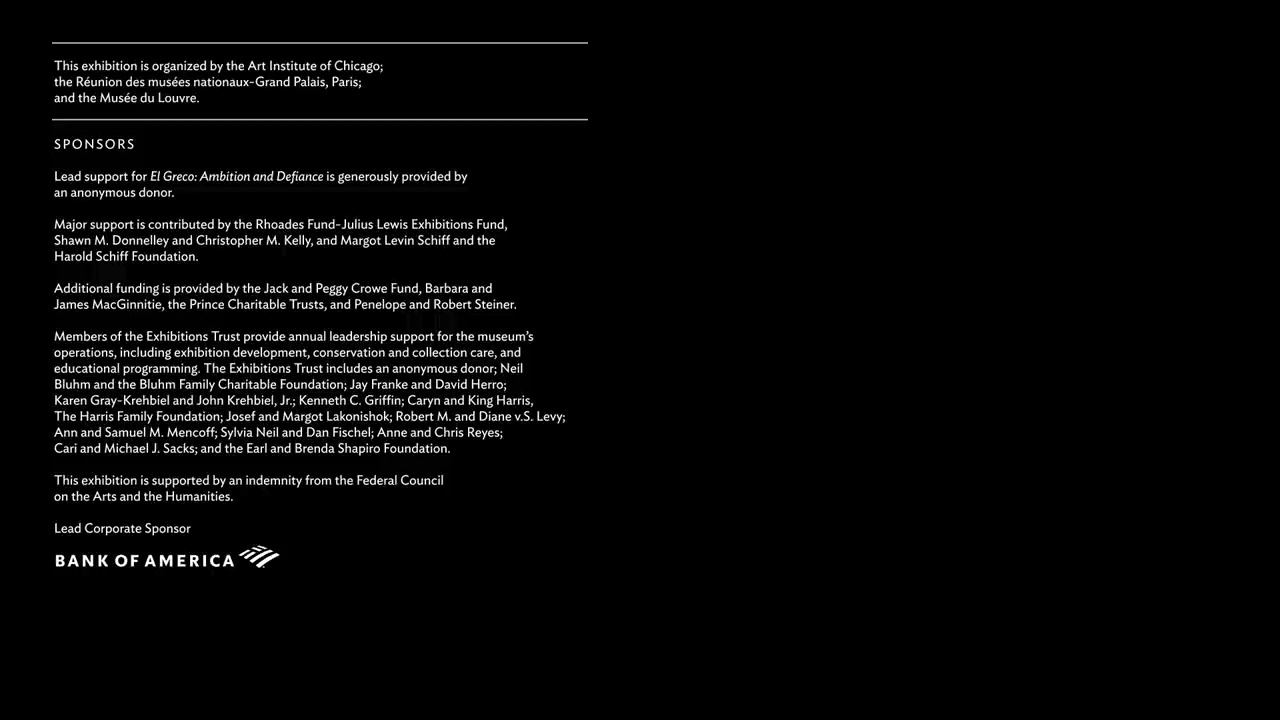 This exhibition is organized by the Art Institute of Chicago;
the Réunion des musées nationaux-Grand Palais, Paris;
and the Musée du Louvre.
SPONSORS
Lead support for El Greco: Ambition and Defiance is generously provided by
an anonymous donor.
Major support is contributed by the Rhoades Fund-Julius Lewis Exhibitions Fund,
Shawn M. Donnelley and Christopher M. Kelly, and Margot Levin Schiff and the
Harold Schiff Foundation.
Additional funding is provided by the Jack and Peggy Crowe Fund, Barbara and
James MacGinnitie, the Prince Charitable Trusts, and Penelope and Robert Steiner.
Members of the Exhibitions Trust provide annual leadership support for the museum's
operations, including exhibition development, conservation and collection care, and
educational programming. The Exhibitions Trust includes an anonymous donor; Neil
Bluhm and the Bluhm Family Charitable Foundation; Jay Franke and David Herro;
Karen Gray-Krehbiel and John Krehbiel, Jr.; Kenneth C. Griffin; Caryn and King Harris,
The Harris Family Foundation; Josef and Margot Lakonishok; Robert M. and Diane v.S. Levy;
Ann and Samuel M. Mencoff; Sylvia Neil and Dan Fischel; Anne and Chris Reyes;
Cari and Michael J. Sacks; and the Earl and Brenda Shapiro Foundation.
This exhibition is supported by an indemnity from the Federal Council
on the Arts and the Humanities.
Lead Corporate Sponsor
BANK OF AMERICA